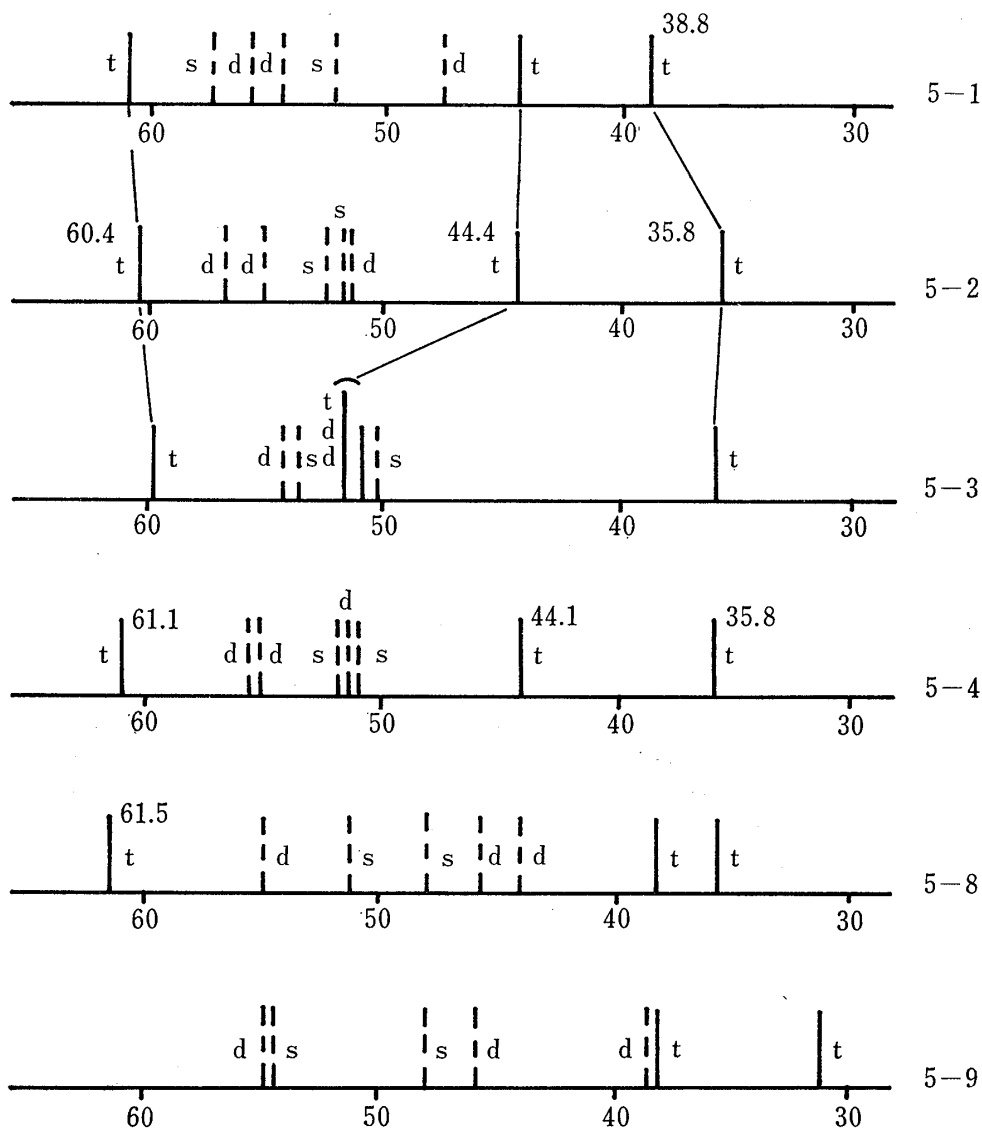 38.8
t s d d s d t t
5-1
60 50 40 30
s
60.4 44.4 35.8
t d d s d t t
5-2
60 50 40 30
t
d
t d s d s t
5-3
60 50 40 30
d
61.1 44.1 35.8
t d d s s t t
5-4
60 50 40 30
61.5
t d s s d d t t
5-8
60 50 40 30
d s s d d t t
5-9
60 50 40 30